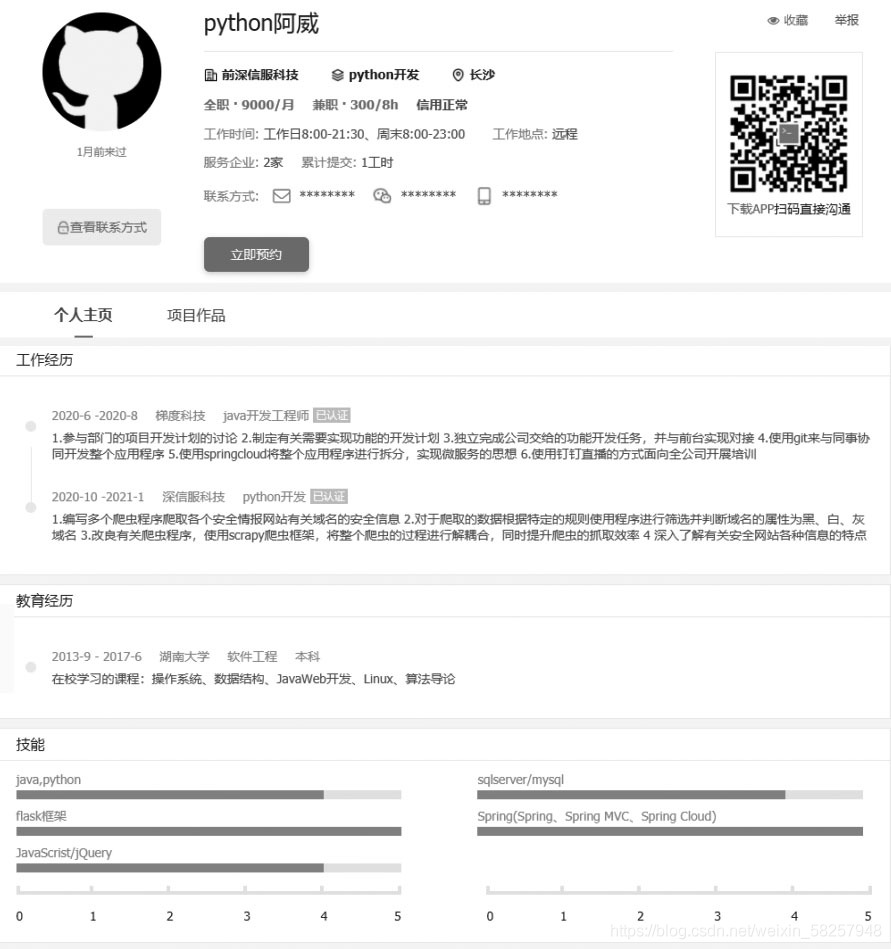 python阿威
收藏 举报
前深信服科技 python开发 长沙
全职·9000/月 兼职·300/8h 信用正常
工作时间: 工作日8:00-21:30、周末8:00-23:00 工作地点: 远程
1月前来过
服务企业: 2家 累计提交: 1工时
联系方式: ******** ******** ********
下载APP扫码直接沟通
查看联系方式
立即预约
个人主页 项目作品
工作经历
2020-6 -2020-8 梯度科技 java开发工程师 已认证
1.参与部门的项目开发计划的讨论 2.制定有关需要实现功能的开发计划 3.独立完成公司交给的功能开发任务，并与前台实现对接 4.使用git来与同事协
同开发整个应用程序 5.使用springcloud将整个应用程序进行拆分，实现微服务的思想 6.使用钉钉直播的方式面向全公司开展培训
2020-10 -2021-1 深信服科技 python开发 已认证
1.编写多个爬虫程序爬取各个安全情报网站有关域名的安全信息 2.对于爬取的数据根据特定的规则使用程序进行筛选并判断域名的属性为黑、白、灰
域名 3.改良有关爬虫程序，使用scrapy爬虫框架，将整个爬虫的过程进行解耦合，同时提升爬虫的抓取效率 4 深入了解有关安全网站各种信息的特点
教育经历
2013-9 - 2017-6 湖南大学 软件工程 本科
在校学习的课程：操作系统、数据结构、JavaWeb开发、Linux、算法导论
技能
java,python
sqlserver/mysql
flask框架
Spring(Spring、Spring MVC、Spring Cloud)
JavaScrist/jQuery
0 1 2 3 4 5
0 1 2 3 4 5
https://blog.csdn.net/weixin_58257948